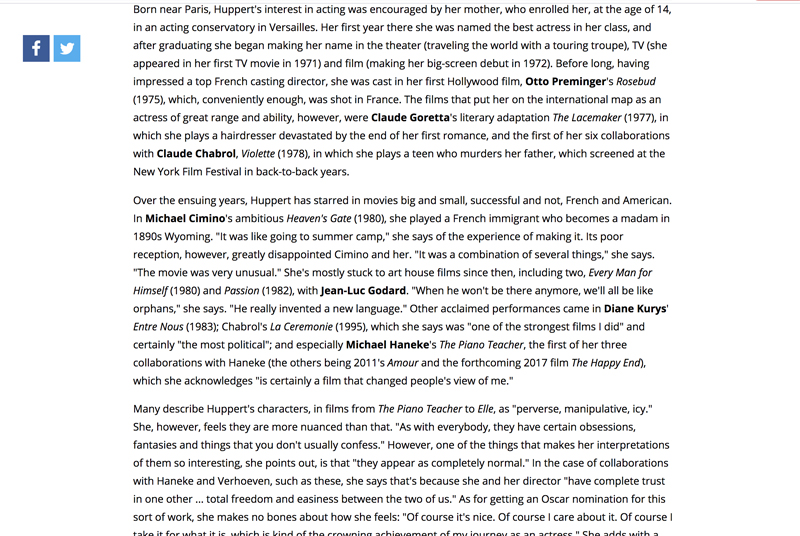 Born near Paris, Huppert's interest in acting was encouraged by her mother, who enrolled her, at the age of 14,
in an acting conservatory in Versailles. Her first year there she was named the best actress in her class, and
after graduating she began making her name in the theater (traveling the world with a touring troupe), TV (she
appeared in her first TV movie in 1971) and film (making her big-screen debut in 1972). Before long, having
impressed a top French casting director, she was cast in her first Hollywood film, Otto Preminger's Rosebud
(1975), which, conveniently enough, was shot in France. The films that put her on the international map as an
actress of great range and ability, however, were Claude Goretta's literary adaptation The Lacemaker (1977), in
which she plays a hairdresser devastated by the end of her first romance, and the first of her six collaborations
with Claude Chabrol, Violette (1978), in which she plays a teen who murders her father, which screened at the
New York Film Festival in back-to-back years.
Over the ensuing years, Huppert has starred in movies big and small, successful and not, French and American.
In Michael Cimino's ambitious Heaven's Gate (1980), she played a French immigrant who becomes a madam in
1890s Wyoming. "It was like going to summer camp," she says of the experience of making it. Its poor
reception, however, greatly disappointed Cimino and her. "It was a combination of several things," she says.
"The movie was very unusual." She's mostly stuck to art house films since then, including two, Every Man for
Himself (1980) and Passion (1982), with Jean-Luc Godard. "When he won't be there anymore, we'll all be like
orphans," she says. "He really invented a new language." Other acclaimed performances came in Diane Kurys'
Entre Nous (1983); Chabrol's La Ceremonie (1995), which she says was "one of the strongest films I did" and
certainly "the most political"; and especially Michael Haneke's The Piano Teacher, the first of her three
collaborations with Haneke (the others being 2011's Amour and the forthcoming 2017 film The Happy End),
which she acknowledges "is certainly a film that changed people's view of me."
Many describe Huppert's characters, in films from The Piano Teacher to Elle, as "perverse, manipulative, icy."
She, however, feels they are more nuanced than that. "As with everybody, they have certain obsessions,
fantasies and things that you don't usually confess." However, one of the things that makes her interpretations
of them so interesting, she points out, is that "they appear as completely normal." In the case of collaborations
with Haneke and Verhoeven, such as these, she says that's because she and her director "have complete trust
in one other ... total freedom and easiness between the two of us." As for getting an Oscar nomination for this
sort of work, she makes no bones about how she feels: "Of course it's nice. Of course I care about it. Of course I
take it for what it is, which is kind of the crowning achievement of my journey as an actress." She adds with a